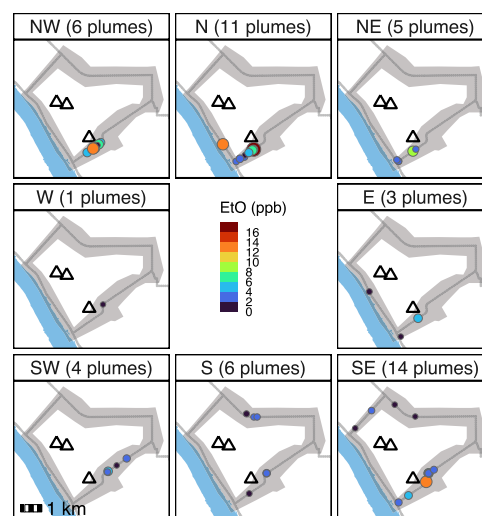 NW (6 plumes)
N (11 plumes)
NE (5 plumes)
W (1 plumes)
EtO (ppb)
16
14
12
10
8
6
4
2
0
E (3 plumes)
SW (4 plumes)
S (6 plumes)
SE (14 plumes)
1 km